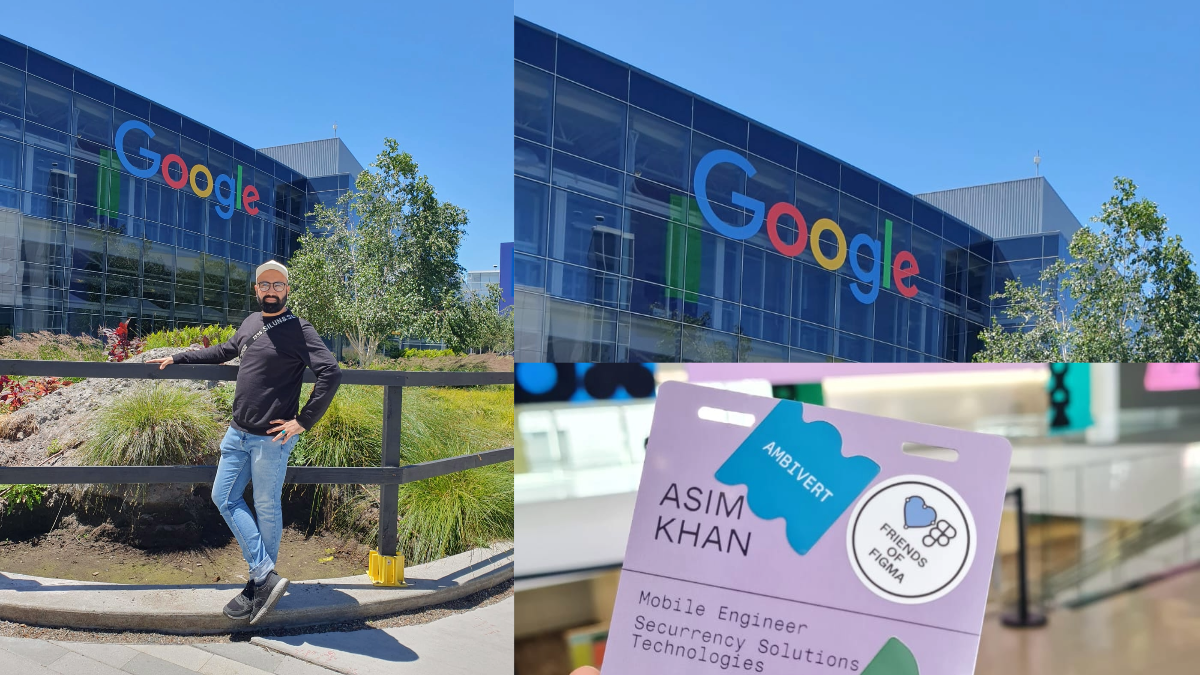 Google
Google
AMBIVERT
ASIM
KHAN
FRIENDS
OF
FIGMA
Mobile Engineer
Securrency Solutions
Technologies